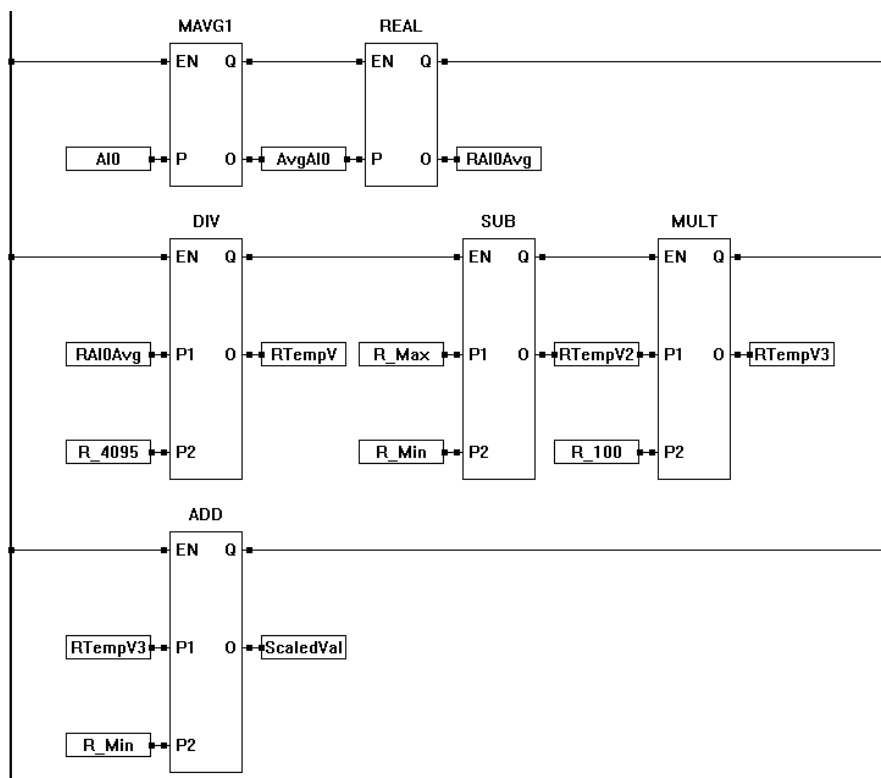 MAVG1 REAL
EN Q EN Q
AI0 P O AvgAI0 P O RAI0Avg
DIV SUB MULT
EN Q EN Q EN Q
RAI0Avg P1 O RTempV R_Max P1 O RTempV2 P1 O RTempV3
R_4095 P2 R_Min P2 R_100 P2
ADD
EN Q
RTempV3 P1 O ScaledVal
R_Min P2